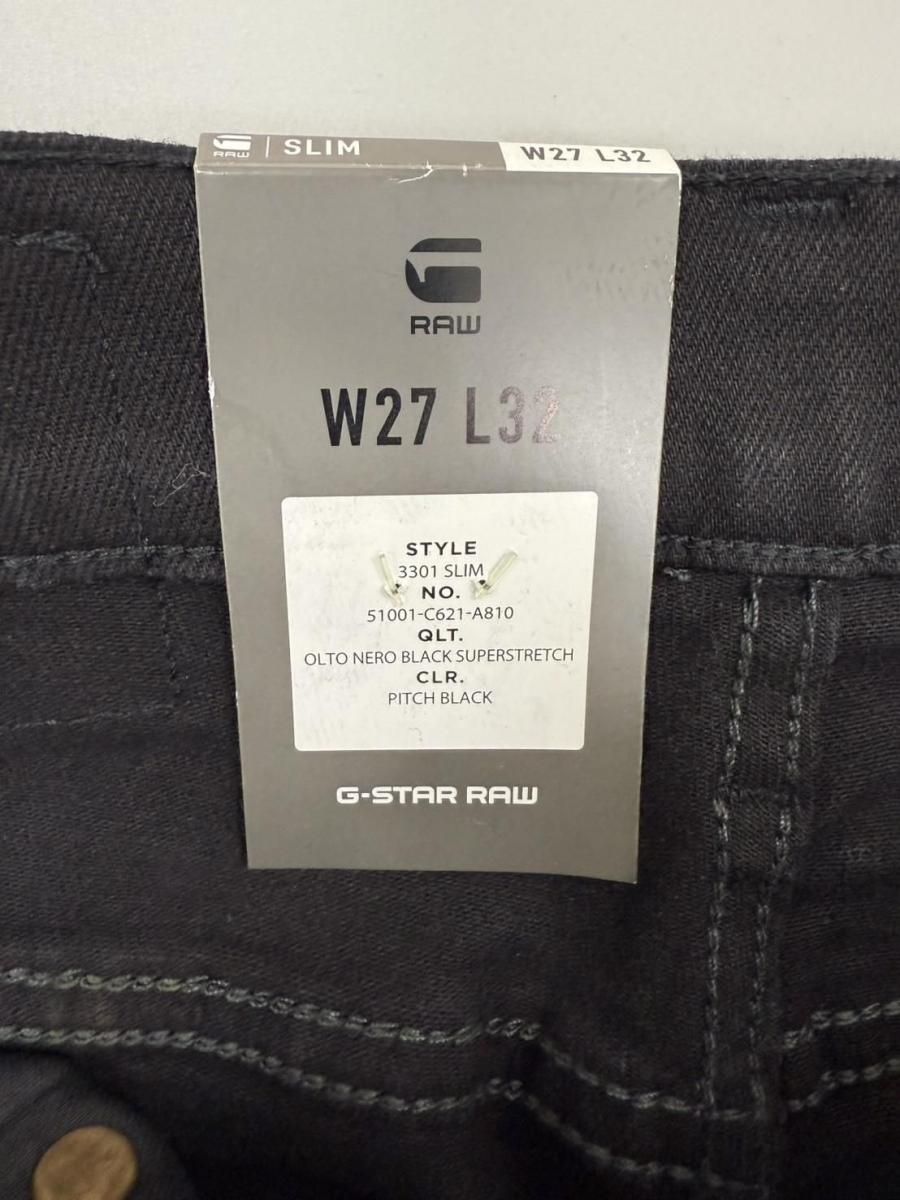 RAW | SLIM W27 L32
RAW
W27 L32
STYLE
3301 SLIM
NO.
51001-C621-A810
QLT.
OLTO NERO BLACK SUPERSTRETCH
CLR.
PITCH BLACK
G-STAR RAW